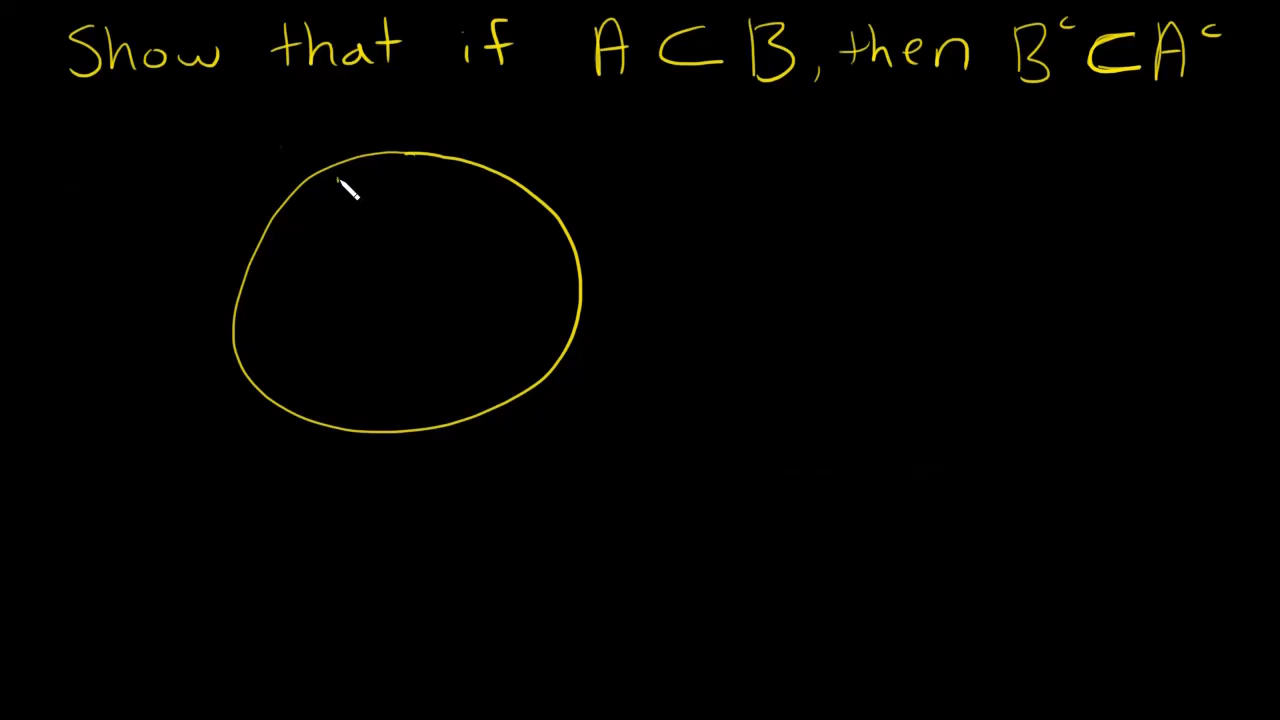 Show that if A ⊂ B, then Bᶜ ⊂ Aᶜ